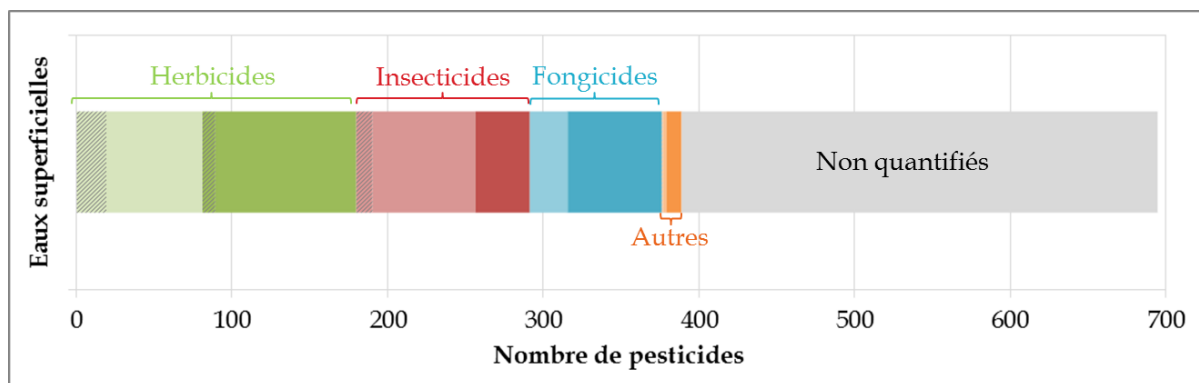 Herbicides
Insecticides
Fongicides
Non quantifiés
Autres
Eaux superficielles
0 100 200 300 400 500 600 700
Nombre de pesticides